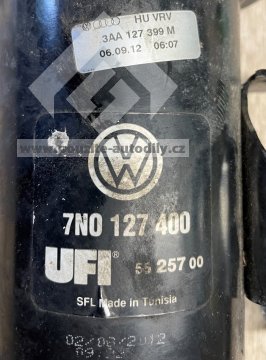 HU VRV
3AA 127 399 M
06.09.12 06:07
www.pouzite-autodily.cz
7N0 127 400
UFI® 55 257 00
SFL Made in Tunisia
02/08/2012